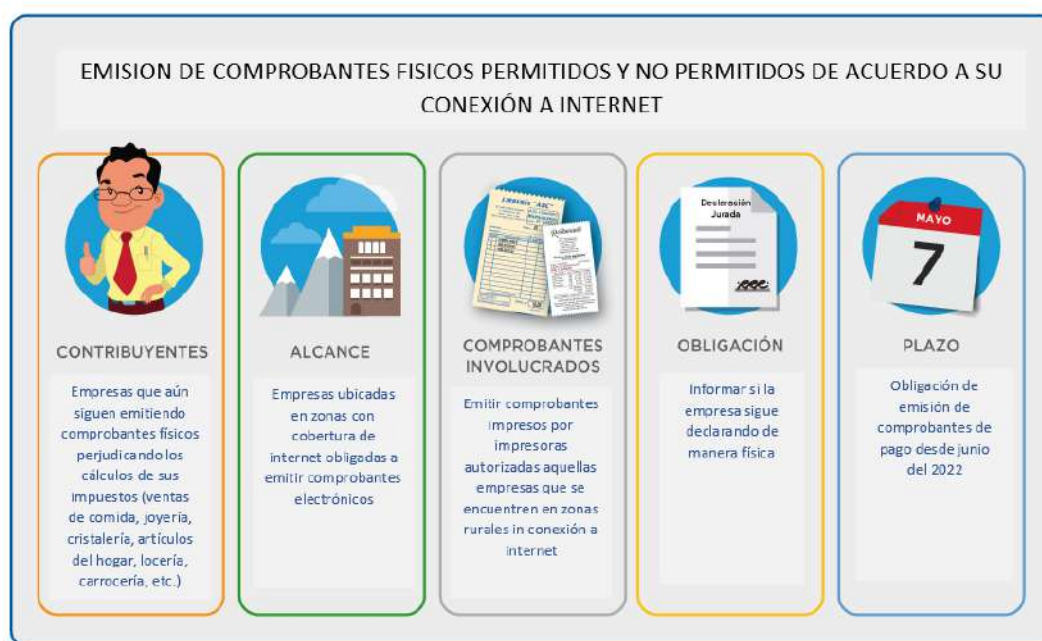 EMISION DE COMPROBANTES FISICOS PERMITIDOS Y NO PERMITIDOS DE ACUERDO A SU
CONEXIÓN A INTERNET
CONTRIBUYENTES
Empresas que aún
siguen emitiendo
comprobantes físicos
perjudicando los
cálculos de sus
impuestos (ventas
de comida, joyería,
cristalería, artículos
del hogar, locería,
carrocería, etc.)
ALCANCE
Empresas ubicadas
en zonas con
cobertura de
internet obligadas a
emitir comprobantes
electrónicos
COMPROBANTES
INVOLUCRADOS
Emitir comprobantes
impresos por
impresoras
autorizadas aquellas
empresas que se
encuentren en zonas
rurales in conexión a
internet
Declaración
Jurada
OBLIGACIÓN
Informar si la
empresa sigue
declarando de
manera física
MAYO
7
PLAZO
Obligación de
emisión de
comprobantes de
pago desde junio
del 2022